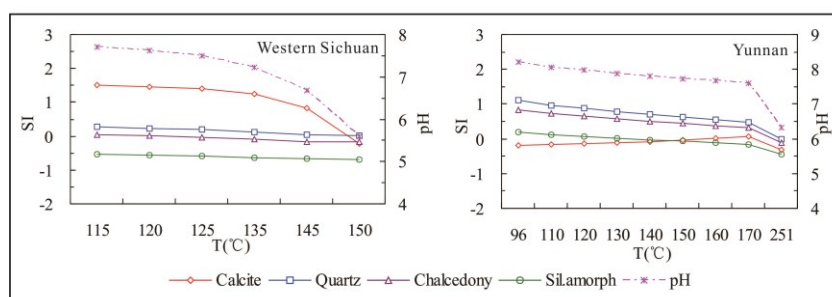 Western Sichuan
3
2
1
0
-1
-2
SI
8
7
6
5
4
pH
115 120 125 135 145 150
T(℃)
Yunnan
3
2
1
0
-1
-2
SI
9
8
7
6
5
4
pH
96 110 120 130 140 150 160 170 251
T(℃)
Calcite Quartz Chalcedony Sil.amorph pH